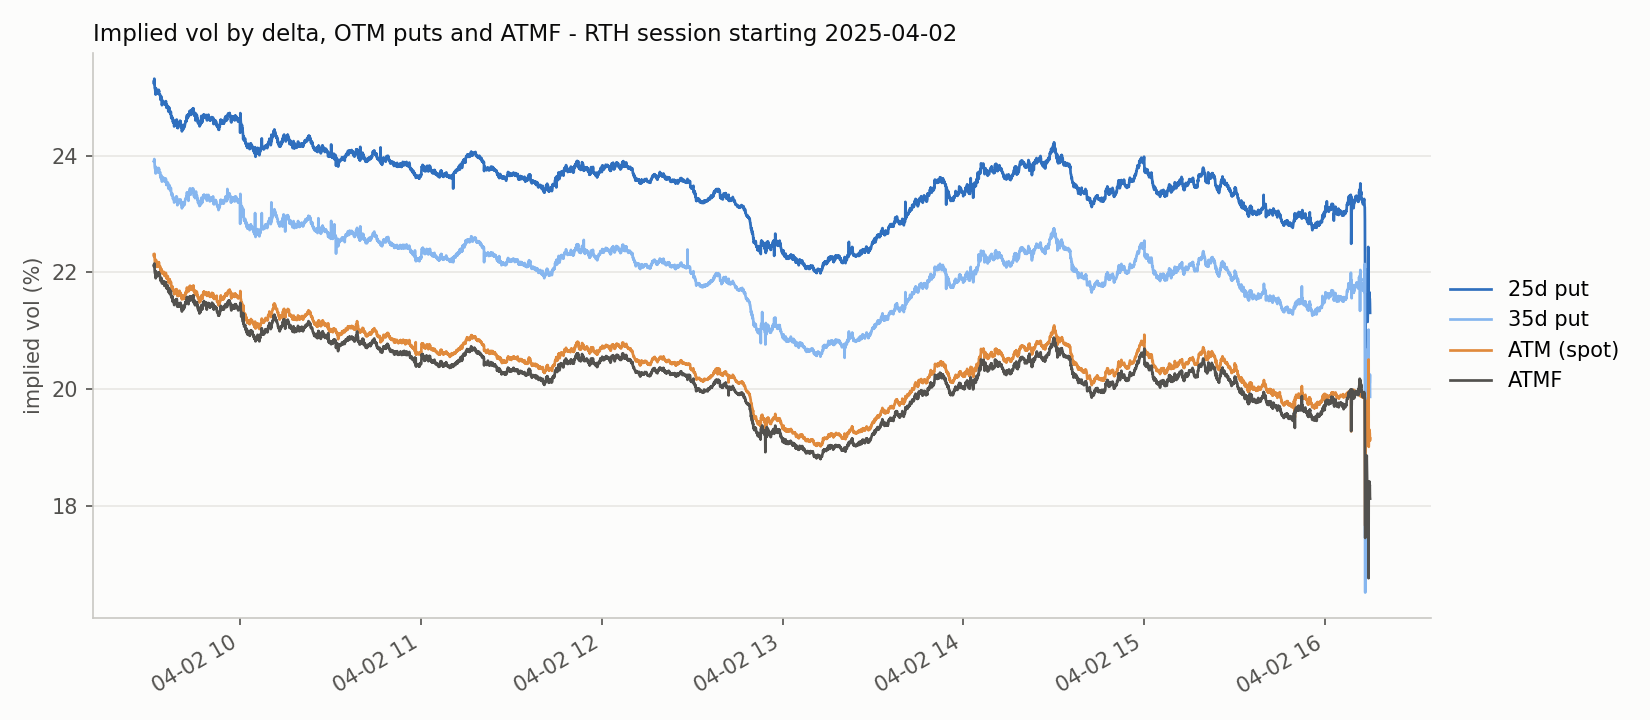 Implied vol by delta, OTM puts and ATMF - RTH session starting 2025-04-02
implied vol (%)
24
22
20
18
04-02 10
04-02 11
04-02 12
04-02 13
04-02 14
04-02 15
04-02 16
25d put
35d put
ATM (spot)
ATMF